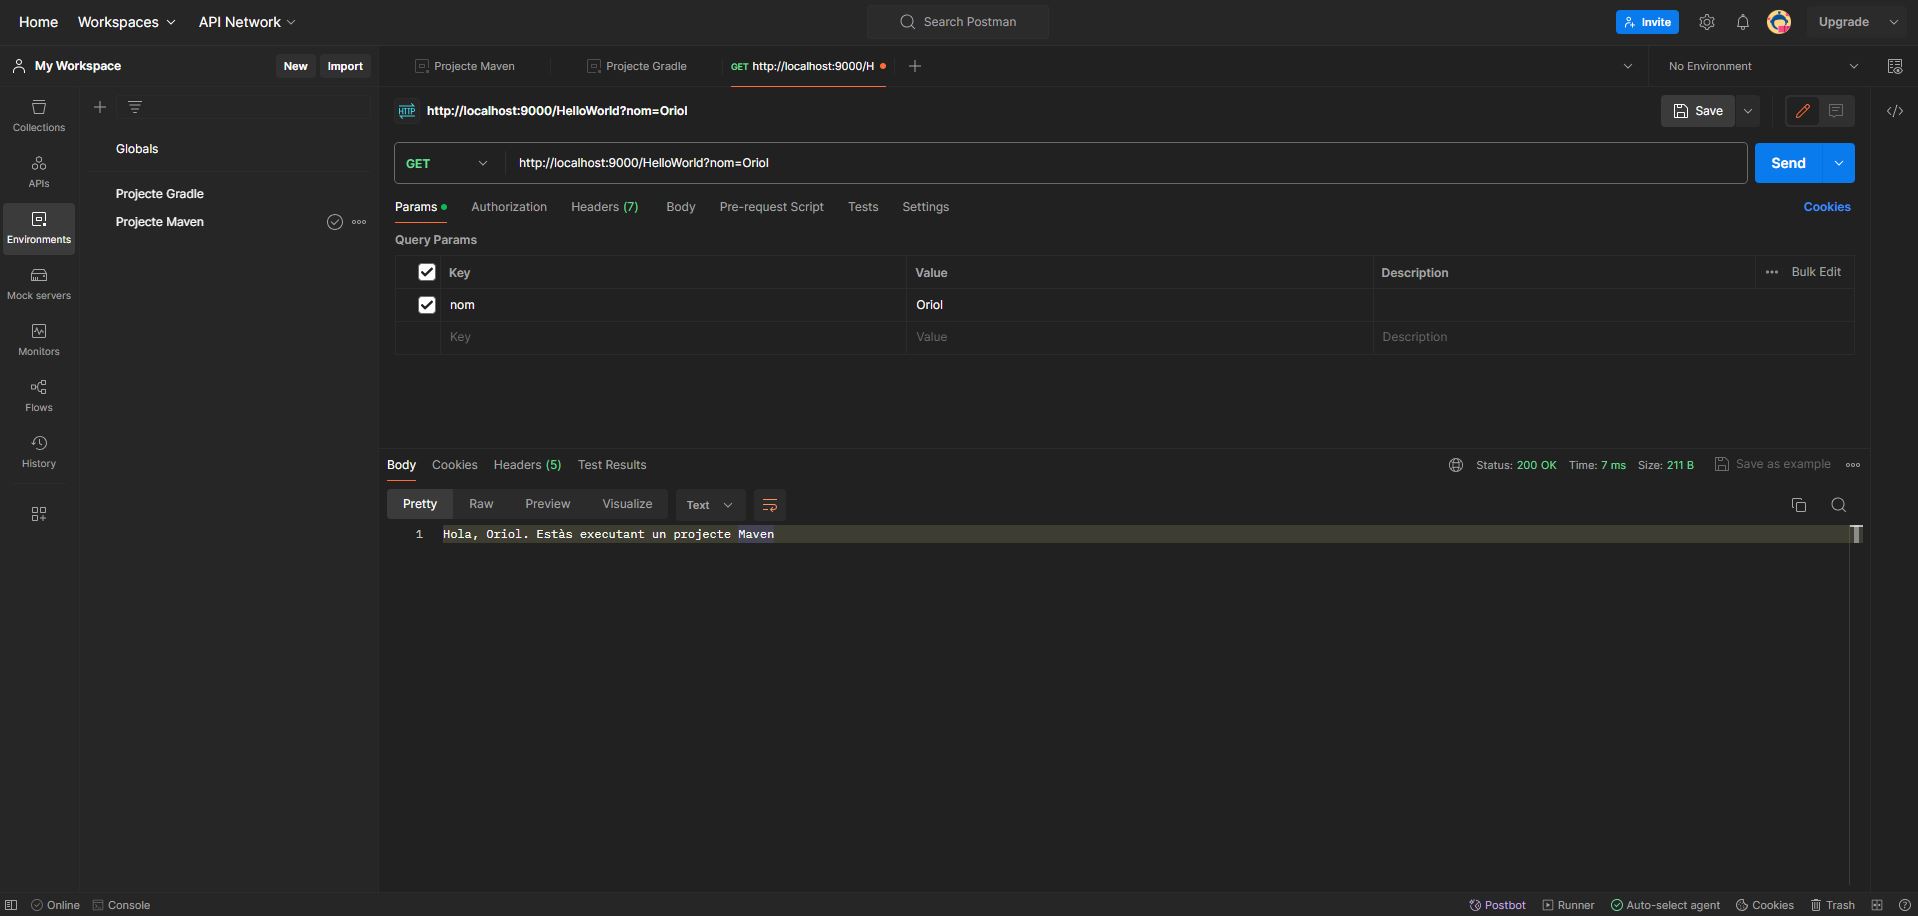 Home Workspaces API Network Search Postman Invite Upgrade
My Workspace New Import Projecte Maven Projecte Gradle GET http://localhost:9000/H No Environment
Collections
APIs
Environments
Mock servers
Monitors
Flows
History
Globals
Projecte Gradle
Projecte Maven
HTTP http://localhost:9000/HelloWorld?nom=Oriol Save
GET http://localhost:9000/HelloWorld?nom=Oriol Send
Params Authorization Headers (7) Body Pre-request Script Tests Settings Cookies
Query Params
Key Value Description Bulk Edit
nom Oriol
Key Value Description
Body Cookies Headers (5) Test Results Status: 200 OK Time: 7 ms Size: 211 B Save as example
Pretty Raw Preview Visualize Text
1 Hola, Oriol. Estàs executant un projecte Maven
Online Console Postbot Runner Auto-select agent Cookies Trash